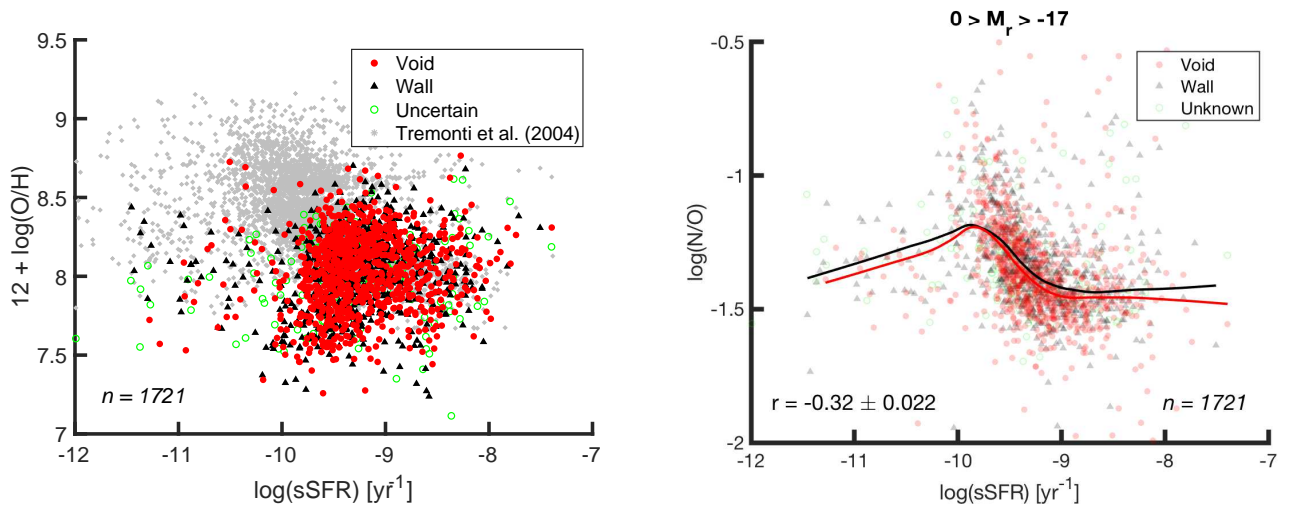 9.5
9
8.5
8
7.5
7
12 + log(O/H)
Void
Wall
Uncertain
Tremonti et al. (2004)
n = 1721
-12
-11
-10
-9
-8
-7
log(sSFR) [yr¹]
0 > Mᵣ > -17
-0.5
-1
-1.5
-2
log(N/O)
Void
Wall
Unknown
r = -0.32 ± 0.022
n = 1721
-12
-11
-10
-9
-8
-7
log(sSFR) [yr⁻¹]